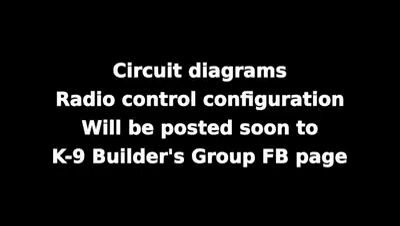 Circuit diagrams
Radio control configuration
Will be posted soon to
K-9 Builder's Group FB page